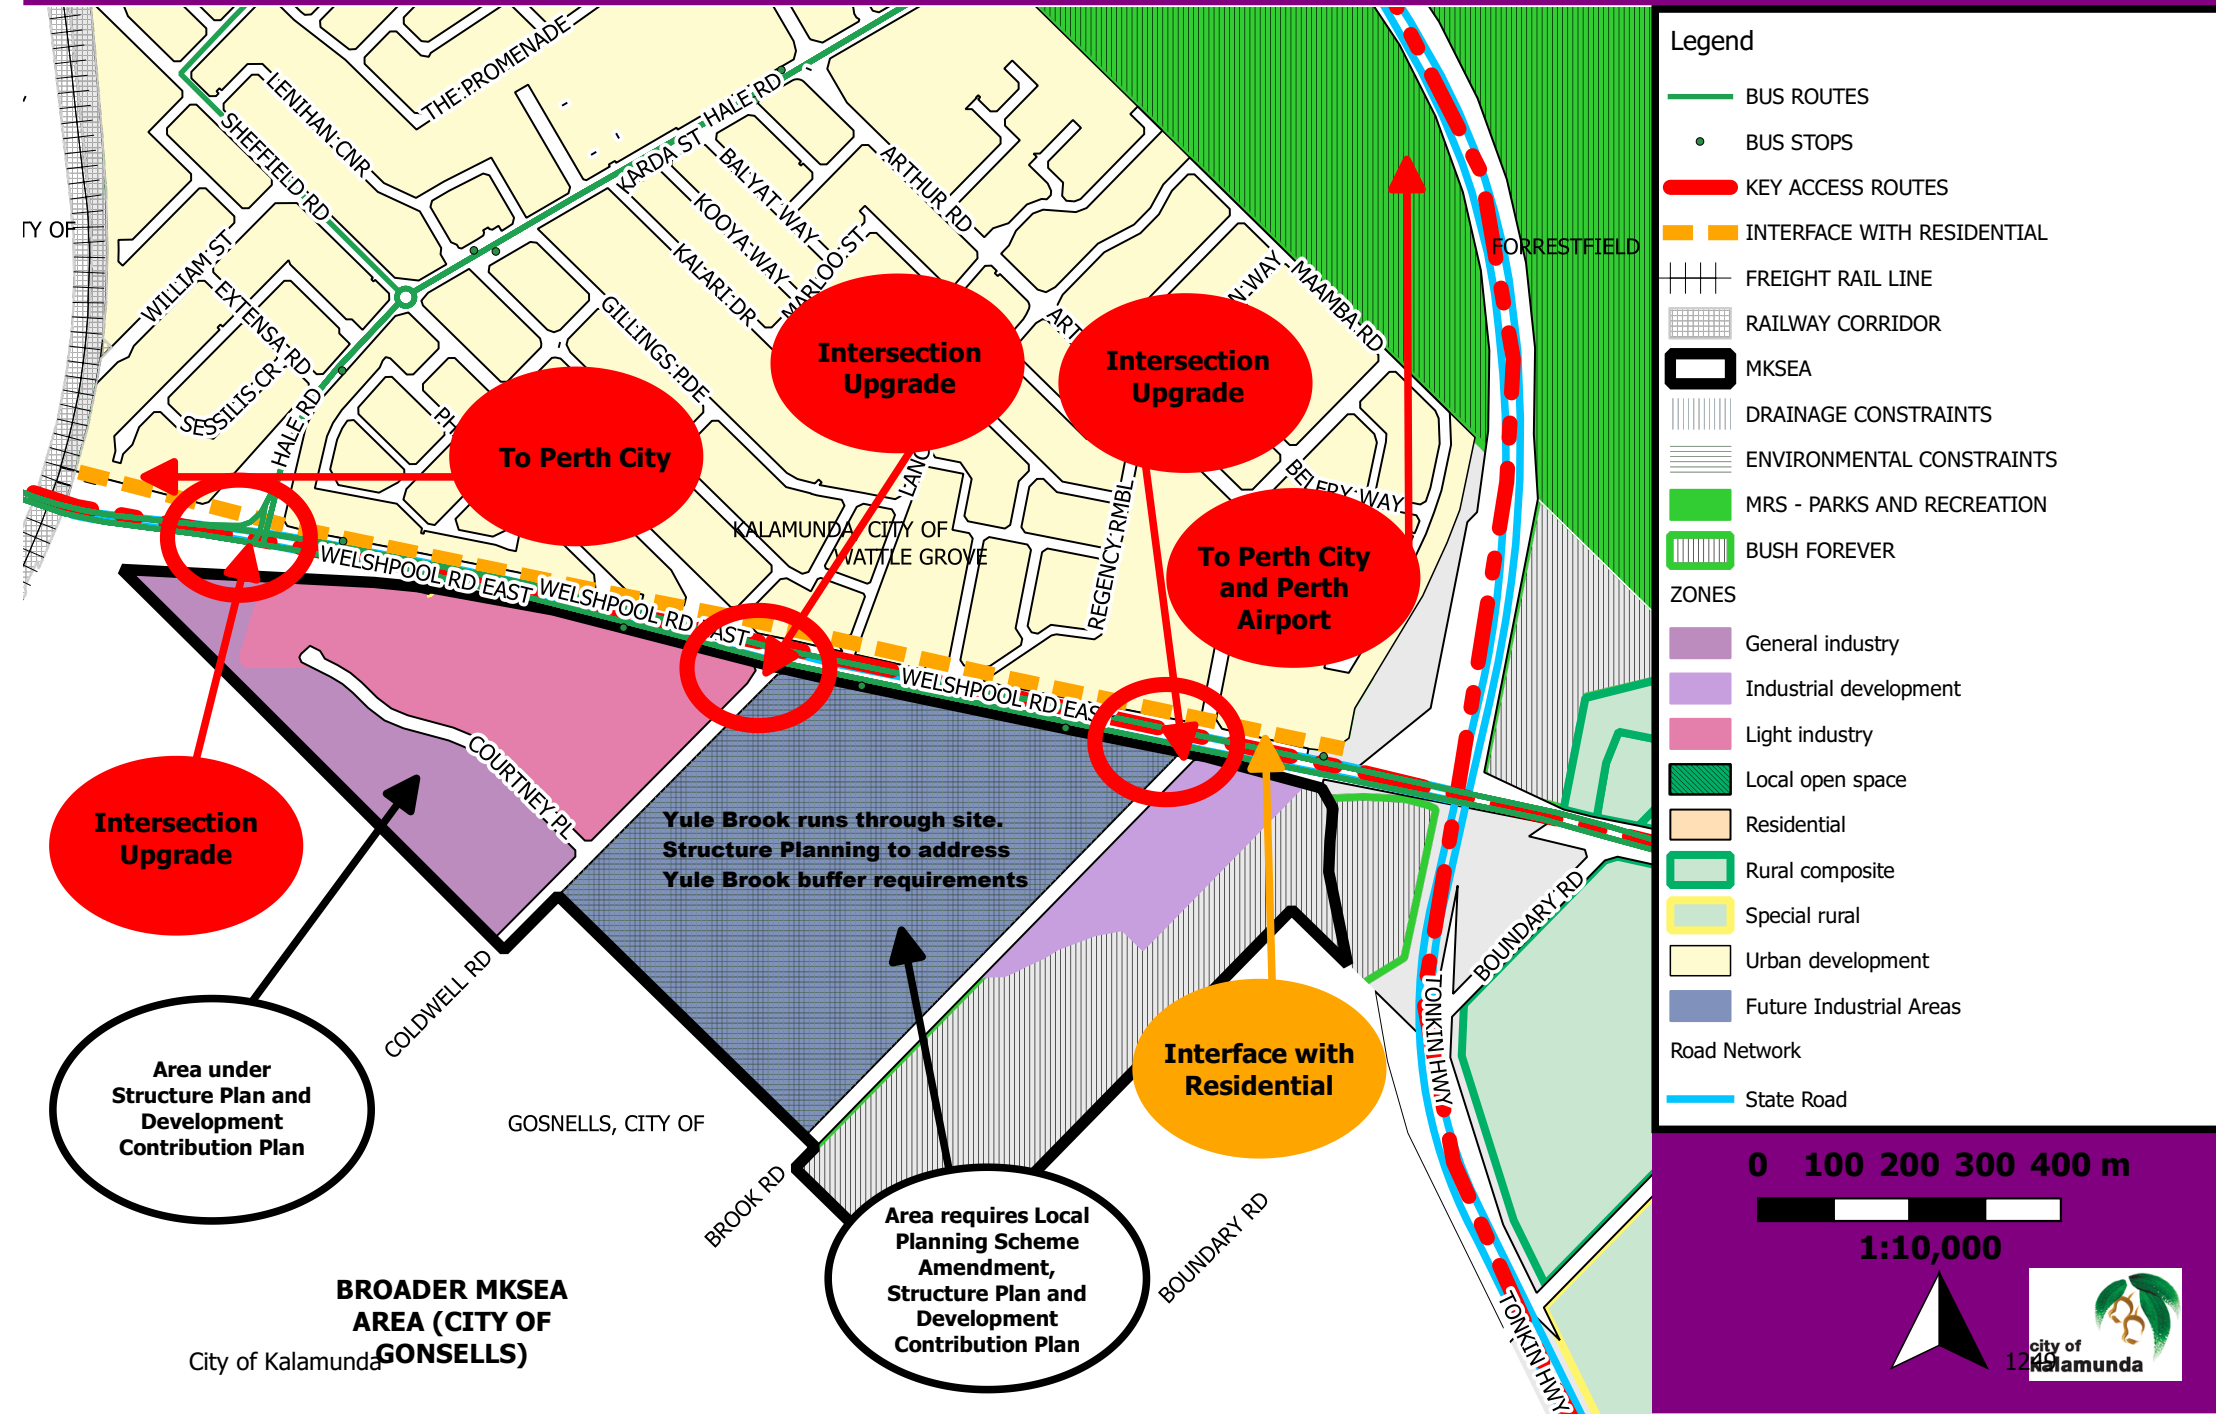 THE PROMENADE
LENIHAN CNR
SHEFFIELD RD
HALE RD
KARDA ST
BALYAT WAY
ARTHUR RD
KOOYA WAY
KALARI DR
MARLOO ST
WILLIAM ST
EXTENSA RD
SESSILIS CR
HALE RD
GILLINGS PDE
MAAMBA RD
FORRESTFIELD
TY OF
Intersection
Upgrade
Intersection
Upgrade
To Perth City
BELFRY WAY
REGENCY RMBL
KALAMUNDA, CITY OF
WATTLE GROVE
To Perth City
and Perth
Airport
WELSHPOOL RD EAST
WELSHPOOL RD EAST
WELSHPOOL RD EAS
COURTNEY PL
Intersection
Upgrade
Yule Brook runs through site.
Structure Planning to address
Yule Brook buffer requirements
BOUNDARY RD
COLDWELL RD
TONKIN HWY
Area under
Structure Plan and
Development
Contribution Plan
Interface with
Residential
GOSNELLS, CITY OF
BROOK RD
BOUNDARY RD
Area requires Local
Planning Scheme
Amendment,
Structure Plan and
Development
Contribution Plan
TONKIN HWY
BROADER MKSEA
AREA (CITY OF
GONSELLS)
City of Kalamunda
Legend
BUS ROUTES
BUS STOPS
KEY ACCESS ROUTES
INTERFACE WITH RESIDENTIAL
FREIGHT RAIL LINE
RAILWAY CORRIDOR
MKSEA
DRAINAGE CONSTRAINTS
ENVIRONMENTAL CONSTRAINTS
MRS - PARKS AND RECREATION
BUSH FOREVER
ZONES
General industry
Industrial development
Light industry
Local open space
Residential
Rural composite
Special rural
Urban development
Future Industrial Areas
Road Network
State Road
0 100 200 300 400 m
1:10,000
city of
kalamunda
1249